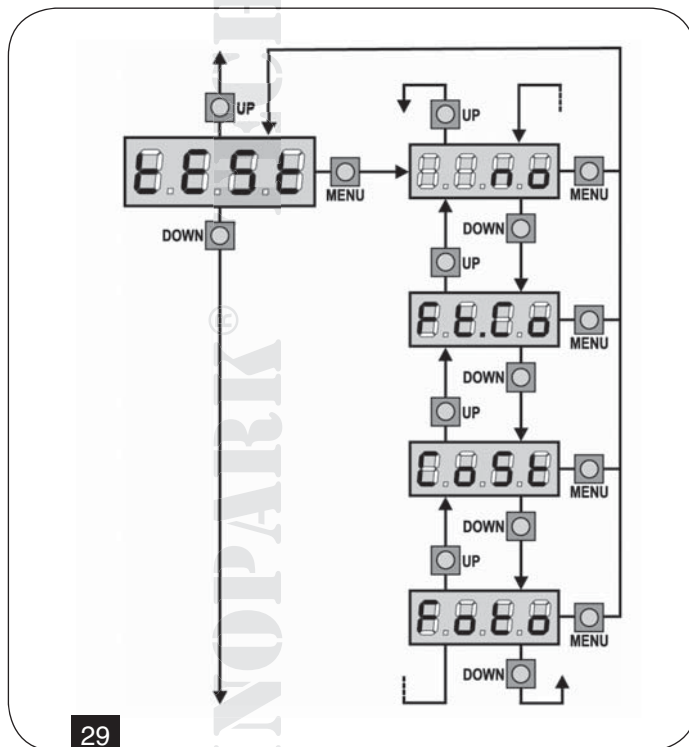 UP
UP
tESt
MENU
no
MENU
DOWN
DOWN
UP
Ft.Co
MENU
DOWN
UP
CoSt
MENU
DOWN
UP
Foto
MENU
DOWN
NOPARK®
29